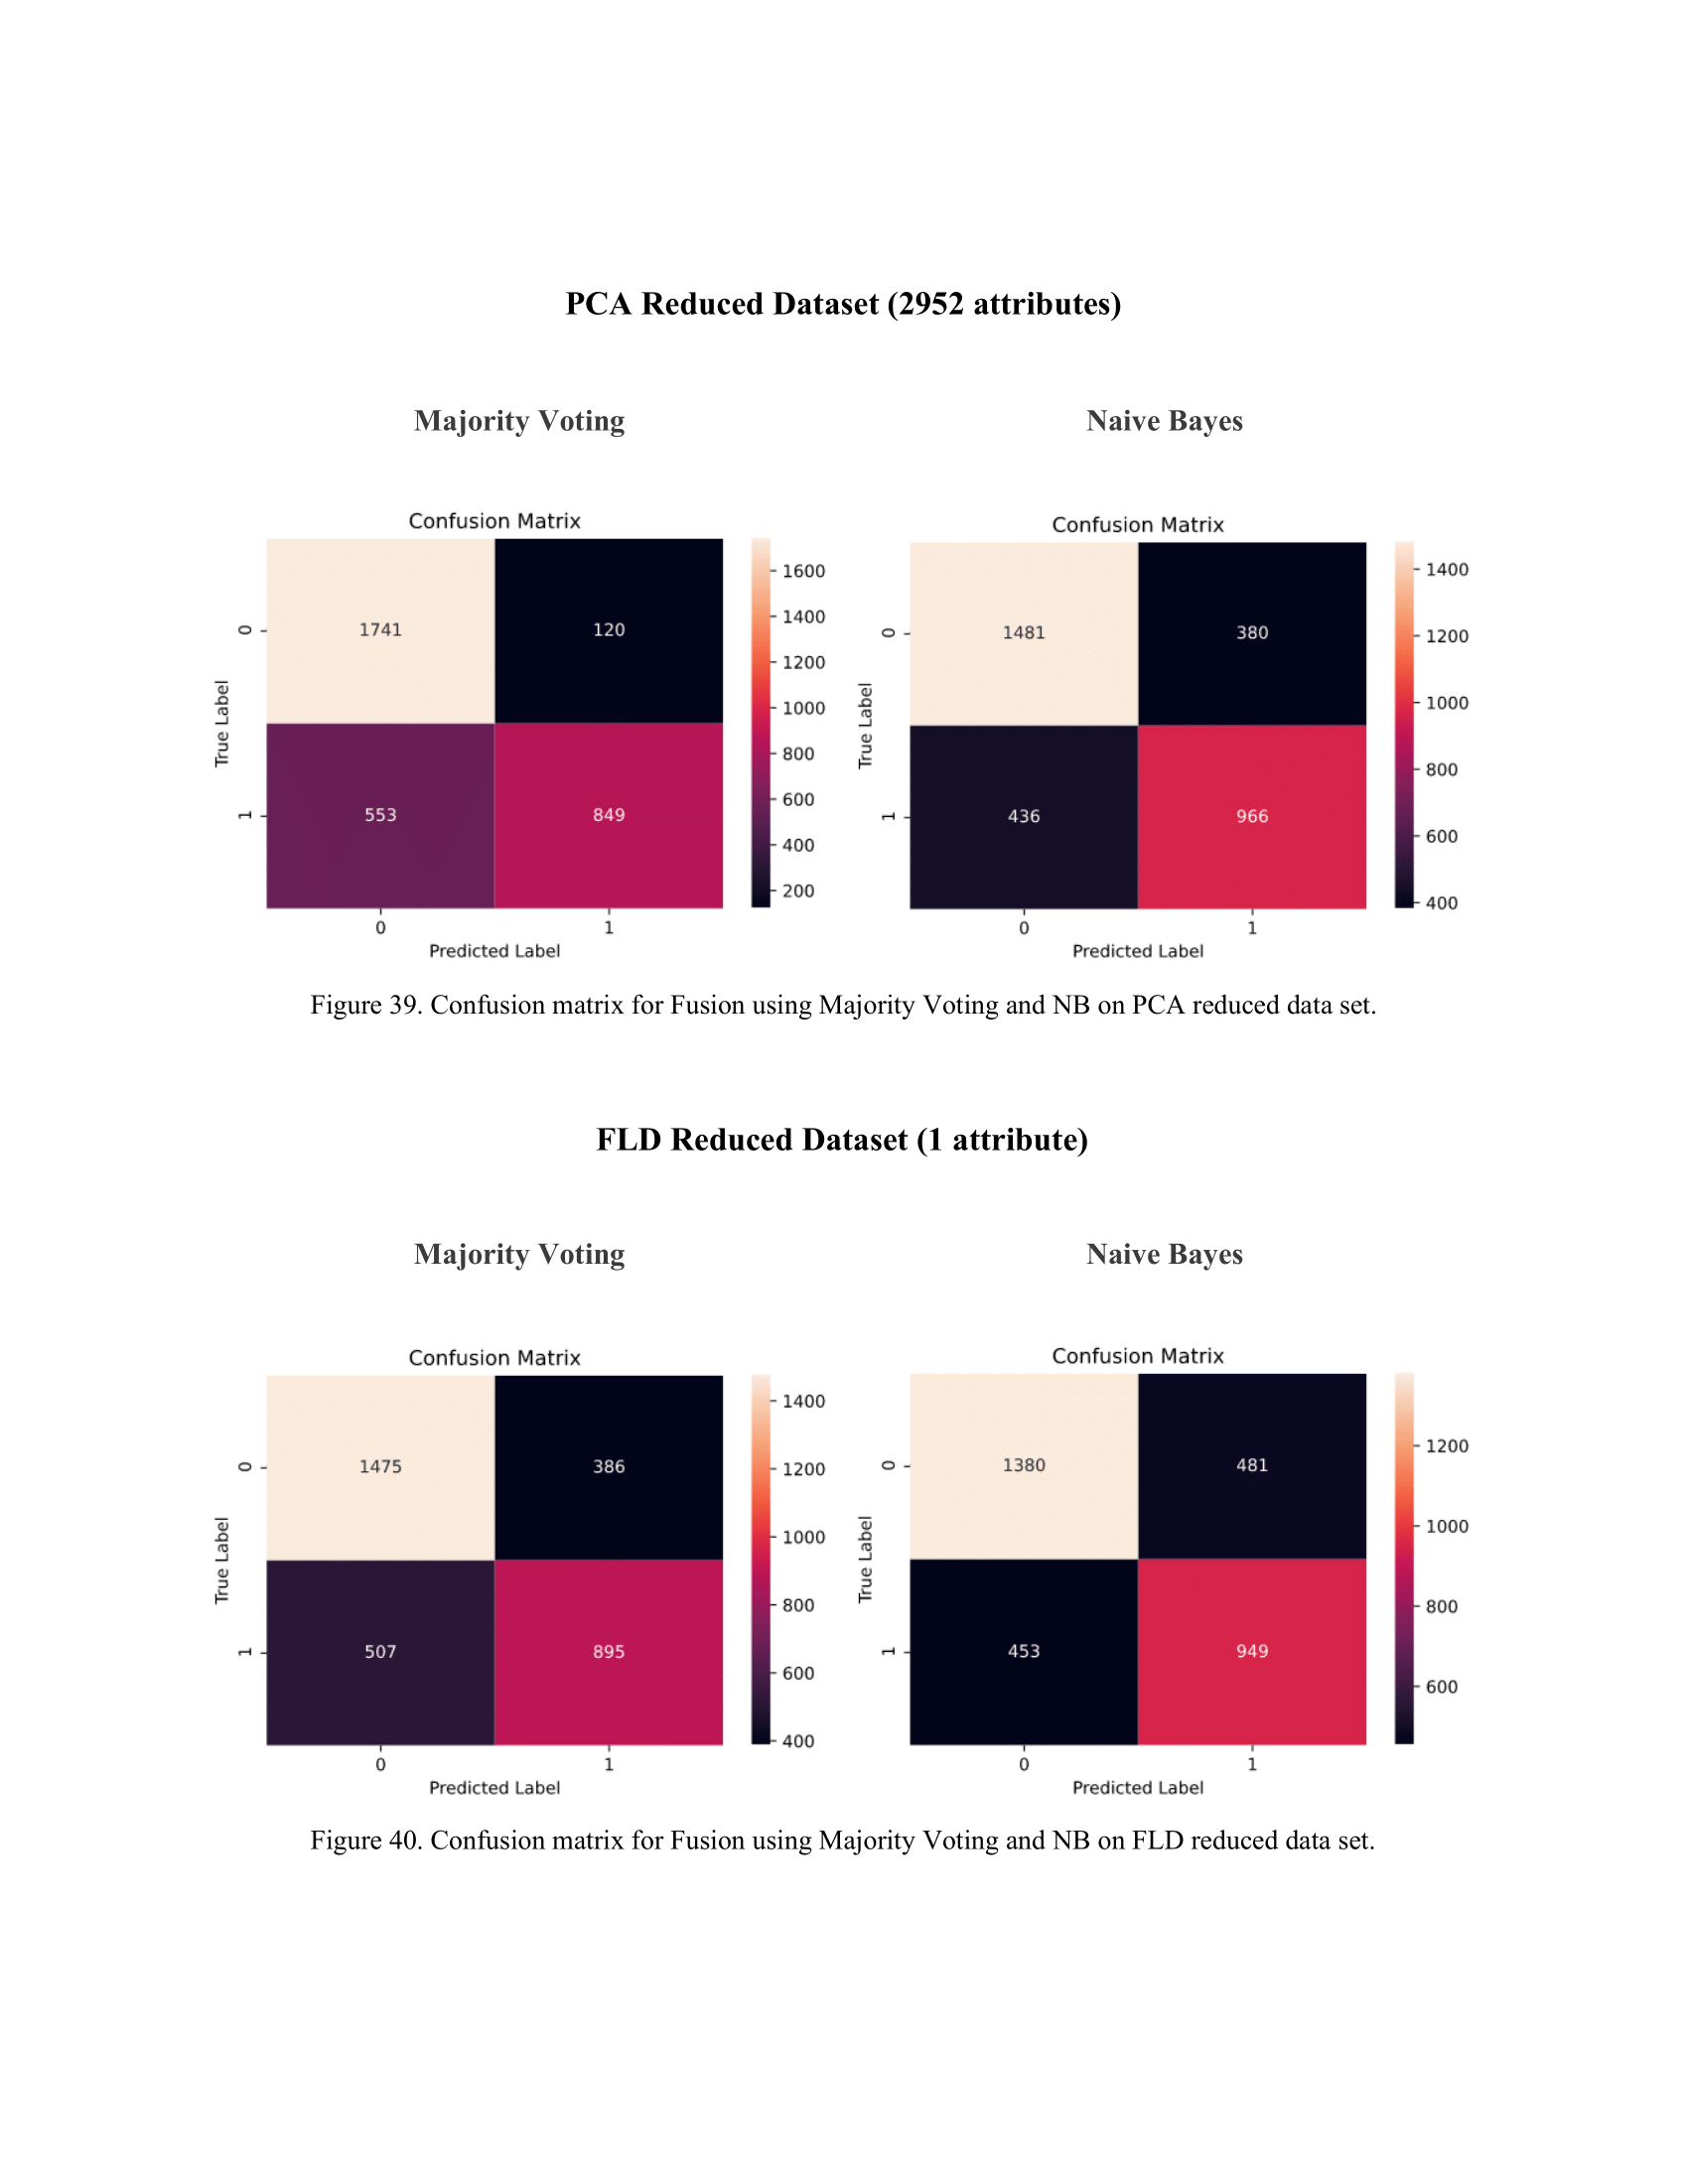 PCA Reduced Dataset (2952 attributes)
Majority Voting
Naive Bayes
Confusion Matrix
1741
120
553
849
0
1
True Label
0
1
Predicted Label
1600
1400
1200
1000
800
600
400
200
Confusion Matrix
1481
380
436
966
0
1
True Label
0
1
Predicted Label
1400
1200
1000
800
600
400
Figure 39. Confusion matrix for Fusion using Majority Voting and NB on PCA reduced data set.
FLD Reduced Dataset (1 attribute)
Majority Voting
Naive Bayes
Confusion Matrix
1475
386
507
895
0
1
True Label
0
1
Predicted Label
1400
1200
1000
800
600
400
Confusion Matrix
1380
481
453
949
0
1
True Label
0
1
Predicted Label
1200
1000
800
600
Figure 40. Confusion matrix for Fusion using Majority Voting and NB on FLD reduced data set.